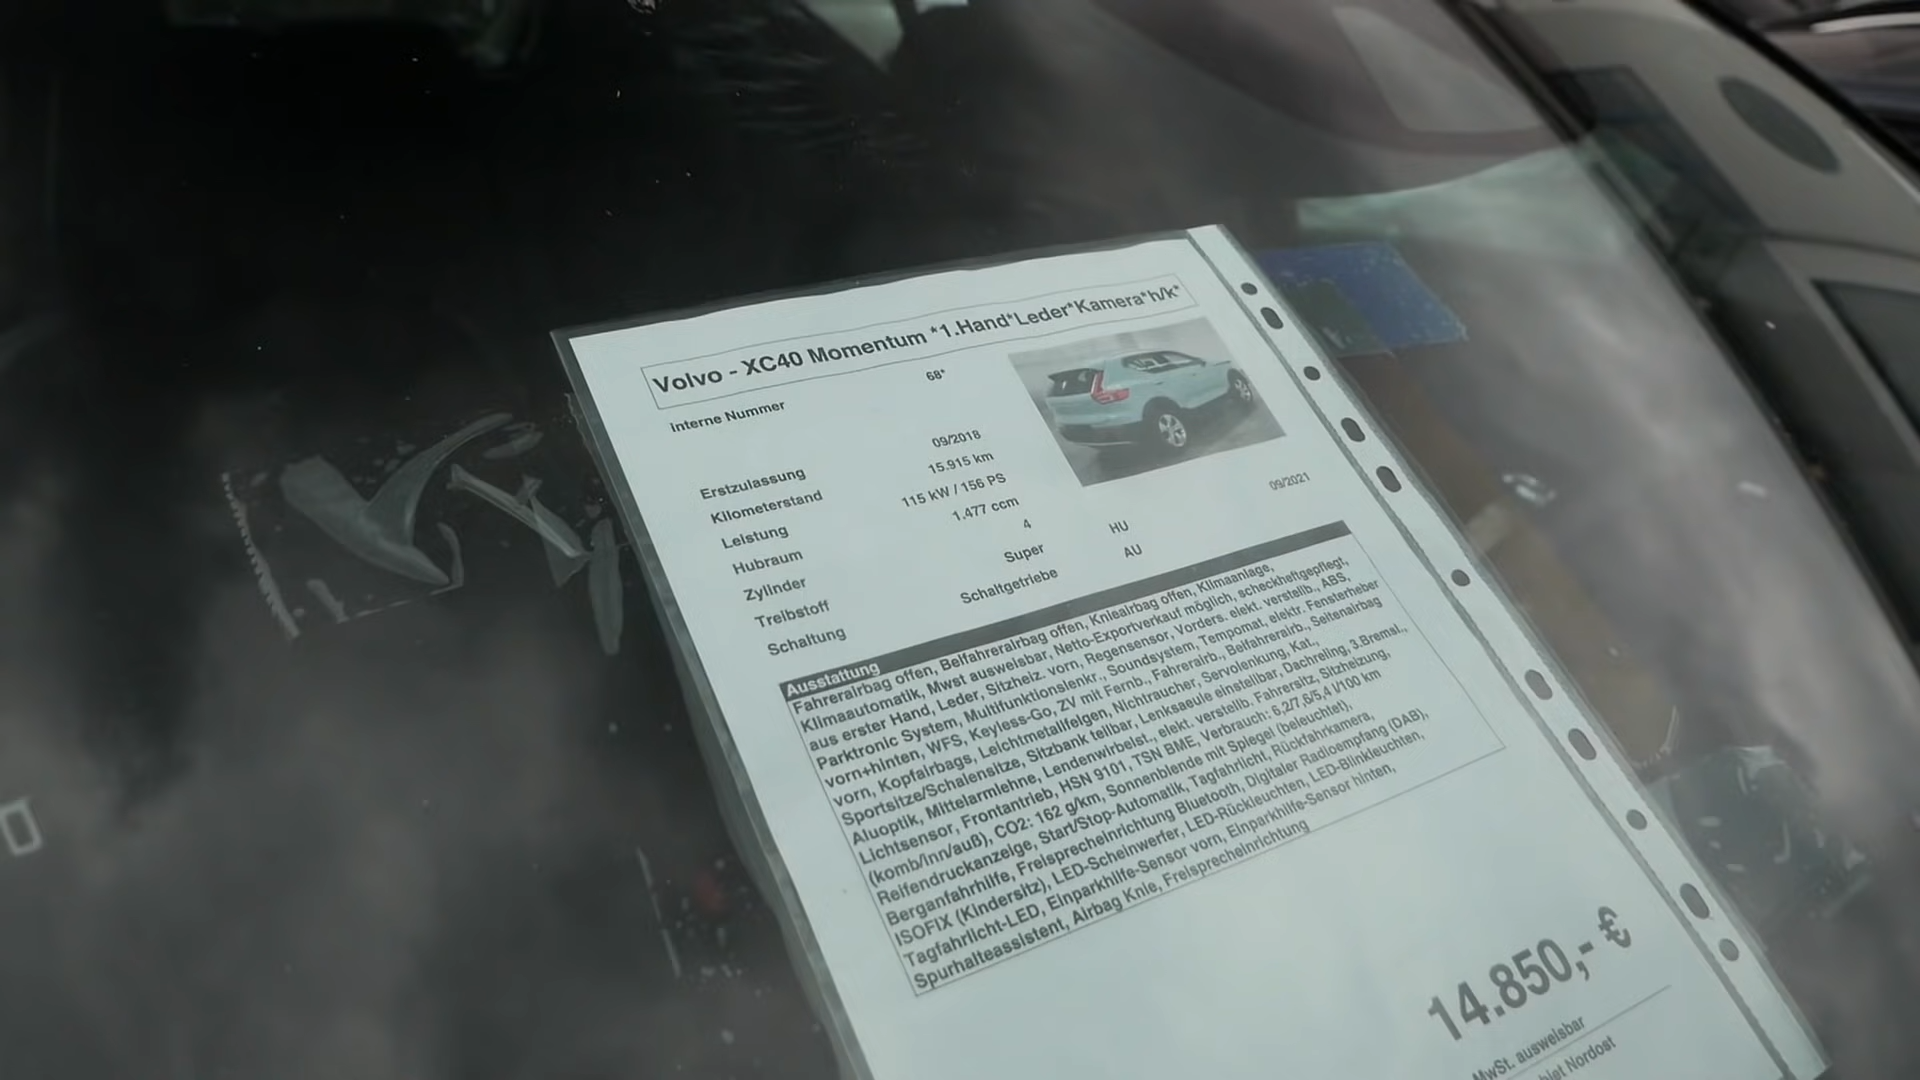 Volvo - XC40 Momentum *1.Hand*Leder*Kamera*h/k*
68*
Interne Nummer
Erstzulassung 09/2018
Kilometerstand 15.915 km
Leistung 115 kW / 156 PS
Hubraum 1.477 ccm
Zylinder 4
Treibstoff Super
Schaltung Schaltgetriebe
HU 09/2021
AU
Ausstattung
Fahrerairbag offen, Beifahrerairbag offen, Knieairbag offen, Klimaanlage,
Klimaautomatik, Mwst ausweisbar, Netto-Exportverkauf möglich, scheckheftgepflegt,
aus erster Hand, Leder, Sitzheiz. vorn, Regensensor, Vorders. elekt. verstellb., ABS,
Parktronic System, Multifunktionslenkr., Soundsystem, Tempomat, elektr. Fensterheber
vorn+hinten, WFS, Keyless-Go, ZV mit Fernb., Fahrerairb., Beifahrerairb., Seitenairbag
vorn, Kopfairbags, Leichtmetallfelgen, Nichtraucher, Servolenkung, Kat.,
Sportsitze/Schalensitze, Sitzbank teilbar, Lenksaeule einstellbar, Dachreling, 3.Bremsl.,
Aluoptik, Mittelarmlehne, Lendenwirbelst., elekt. verstellb. Fahrersitz, Sitzheizung,
Lichtsensor, Frontantrieb, HSN 9101, TSN BME, Verbrauch: 6,2/7,6/5,4 l/100 km
(komb/inn/auß), CO2: 162 g/km, Sonnenblende mit Spiegel (beleuchtet),
Reifendruckanzeige, Start/Stop-Automatik, Tagfahrlicht, Rückfahrkamera,
Berganfahrhilfe, Freisprecheinrichtung Bluetooth, Digitaler Radioempfang (DAB),
ISOFIX (Kindersitz), LED-Scheinwerfer, LED-Rückleuchten, LED-Blinkleuchten,
Tagfahrlicht-LED, Einparkhilfe-Sensor vorn, Einparkhilfe-Sensor hinten,
Spurhalteassistent, Airbag Knie, Freisprecheinrichtung
14.850,- €
MwSt. ausweisbar
Nordost